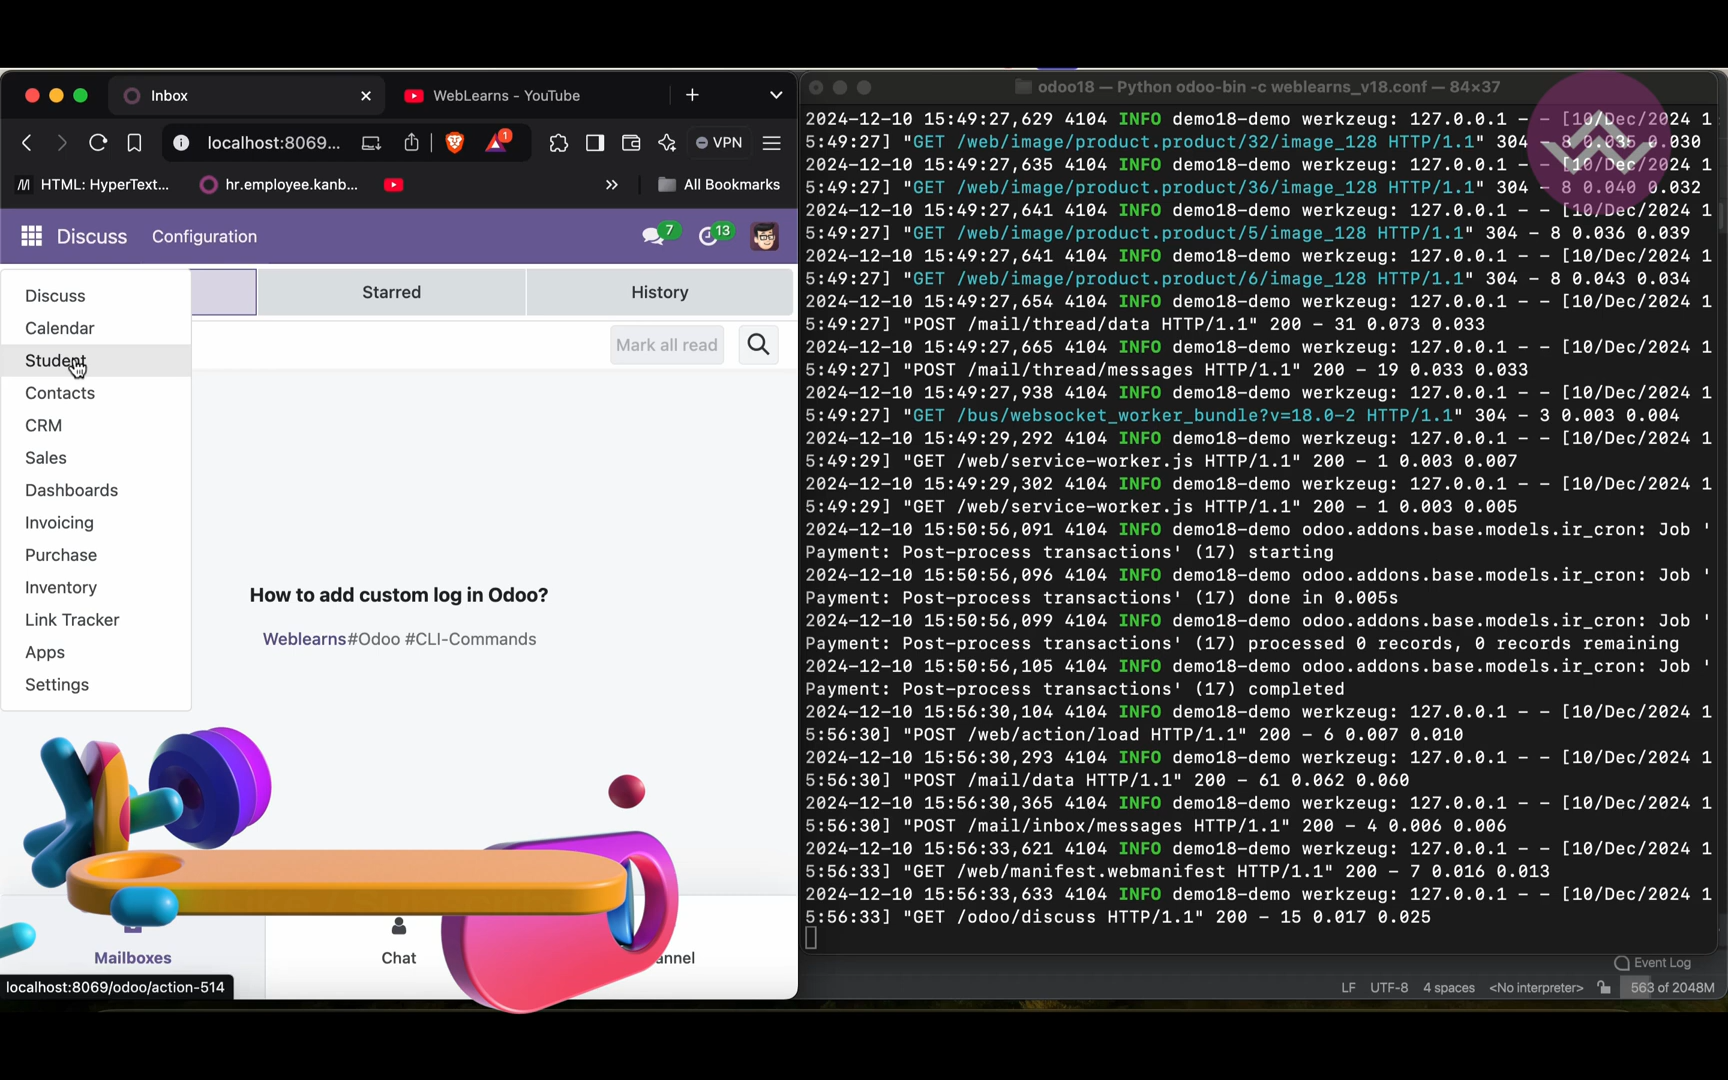 Inbox
WebLearns - YouTube
localhost:8069...
1
VPN
HTML: HyperText...
hr.employee.kanb...
All Bookmarks
Discuss
Configuration
7
13
Starred
History
Mark all read
Discuss
Calendar
Student
Contacts
CRM
Sales
Dashboards
Invoicing
Purchase
Inventory
Link Tracker
Apps
Settings
How to add custom log in Odoo?
Weblearns#Odoo #CLI-Commands
Mailboxes
Chat
annel
localhost:8069/odoo/action-514
odoo18 — Python odoo-bin -c weblearns_v18.conf — 84×37
2024-12-10 15:49:27,629 4104 INFO demo18-demo werkzeug: 127.0.0.1 - - [10/Dec/2024 1
5:49:27] "GET /web/image/product.product/32/image_128 HTTP/1.1" 304 - 8 0.035 0.030
2024-12-10 15:49:27,635 4104 INFO demo18-demo werkzeug: 127.0.0.1 - - [10/Dec/2024 1
5:49:27] "GET /web/image/product.product/36/image_128 HTTP/1.1" 304 - 8 0.040 0.032
2024-12-10 15:49:27,641 4104 INFO demo18-demo werkzeug: 127.0.0.1 - - [10/Dec/2024 1
5:49:27] "GET /web/image/product.product/5/image_128 HTTP/1.1" 304 - 8 0.036 0.039
2024-12-10 15:49:27,641 4104 INFO demo18-demo werkzeug: 127.0.0.1 - - [10/Dec/2024 1
5:49:27] "GET /web/image/product.product/6/image_128 HTTP/1.1" 304 - 8 0.043 0.034
2024-12-10 15:49:27,654 4104 INFO demo18-demo werkzeug: 127.0.0.1 - - [10/Dec/2024 1
5:49:27] "POST /mail/thread/data HTTP/1.1" 200 - 31 0.073 0.033
2024-12-10 15:49:27,665 4104 INFO demo18-demo werkzeug: 127.0.0.1 - - [10/Dec/2024 1
5:49:27] "POST /mail/thread/messages HTTP/1.1" 200 - 19 0.033 0.033
2024-12-10 15:49:27,938 4104 INFO demo18-demo werkzeug: 127.0.0.1 - - [10/Dec/2024 1
5:49:27] "GET /bus/websocket_worker_bundle?v=18.0-2 HTTP/1.1" 304 - 3 0.003 0.004
2024-12-10 15:49:29,292 4104 INFO demo18-demo werkzeug: 127.0.0.1 - - [10/Dec/2024 1
5:49:29] "GET /web/service-worker.js HTTP/1.1" 200 - 1 0.003 0.007
2024-12-10 15:49:29,302 4104 INFO demo18-demo werkzeug: 127.0.0.1 - - [10/Dec/2024 1
5:49:29] "GET /web/service-worker.js HTTP/1.1" 200 - 1 0.003 0.005
2024-12-10 15:50:56,091 4104 INFO demo18-demo odoo.addons.base.models.ir_cron: Job '
Payment: Post-process transactions' (17) starting
2024-12-10 15:50:56,096 4104 INFO demo18-demo odoo.addons.base.models.ir_cron: Job '
Payment: Post-process transactions' (17) done in 0.005s
2024-12-10 15:50:56,099 4104 INFO demo18-demo odoo.addons.base.models.ir_cron: Job '
Payment: Post-process transactions' (17) processed 0 records, 0 records remaining
2024-12-10 15:50:56,105 4104 INFO demo18-demo odoo.addons.base.models.ir_cron: Job '
Payment: Post-process transactions' (17) completed
2024-12-10 15:56:30,104 4104 INFO demo18-demo werkzeug: 127.0.0.1 - - [10/Dec/2024 1
5:56:30] "POST /web/action/load HTTP/1.1" 200 - 6 0.007 0.010
2024-12-10 15:56:30,293 4104 INFO demo18-demo werkzeug: 127.0.0.1 - - [10/Dec/2024 1
5:56:30] "POST /mail/data HTTP/1.1" 200 - 61 0.062 0.060
2024-12-10 15:56:30,365 4104 INFO demo18-demo werkzeug: 127.0.0.1 - - [10/Dec/2024 1
5:56:30] "POST /mail/inbox/messages HTTP/1.1" 200 - 4 0.006 0.006
2024-12-10 15:56:33,621 4104 INFO demo18-demo werkzeug: 127.0.0.1 - - [10/Dec/2024 1
5:56:33] "GET /web/manifest.webmanifest HTTP/1.1" 200 - 7 0.016 0.013
2024-12-10 15:56:33,633 4104 INFO demo18-demo werkzeug: 127.0.0.1 - - [10/Dec/2024 1
5:56:33] "GET /odoo/discuss HTTP/1.1" 200 - 15 0.017 0.025
Event Log
LF UTF-8 4 spaces <No interpreter> 563 of 2048M